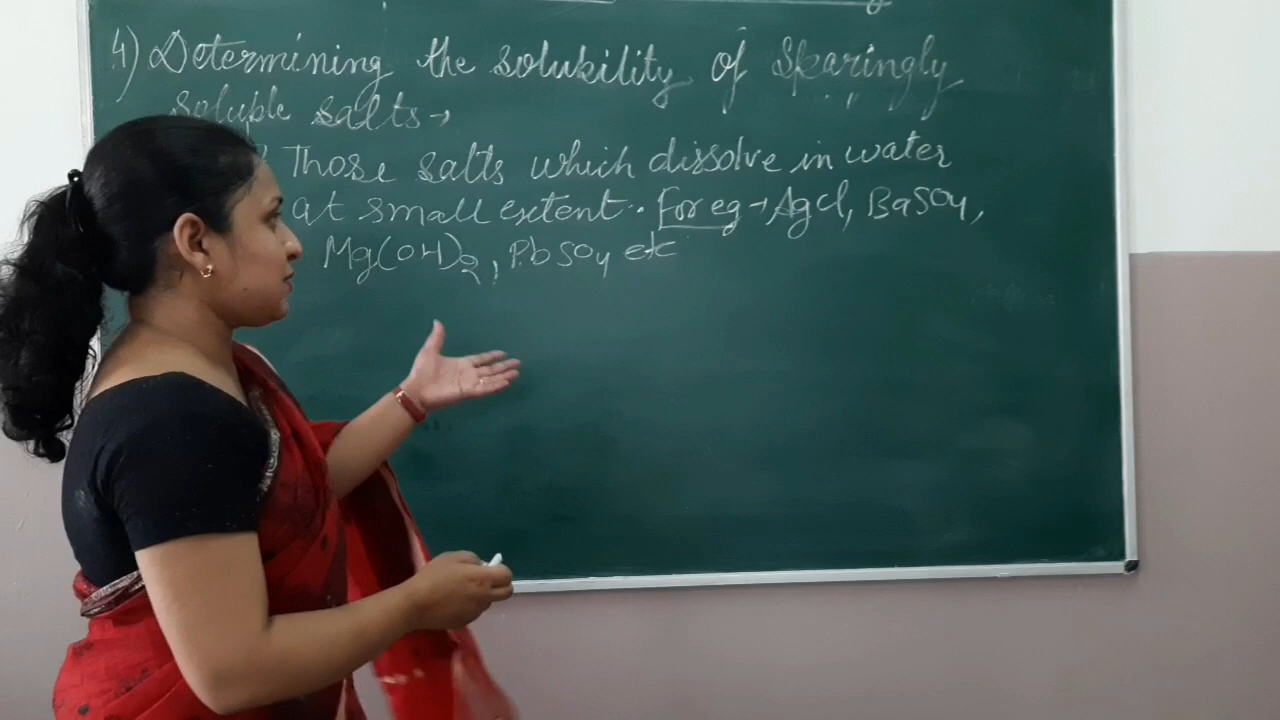 4) Determining the solubility of Sparingly
soluble salts→
Those salts which dissolve in water
at small extent. For eg → AgCl, BaSO4,
Mg(OH)2, PbSO4 etc